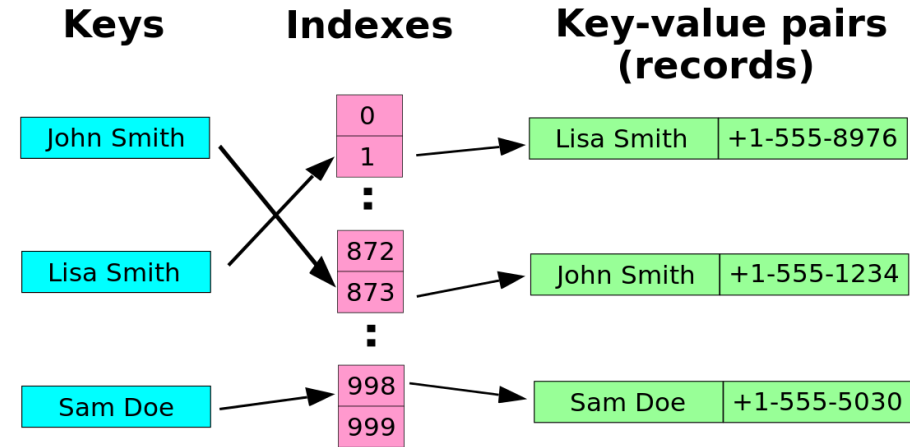 Keys
Indexes
Key-value pairs
(records)
0
John Smith
1
Lisa Smith +1-555-8976
:
872
Lisa Smith
873
John Smith +1-555-1234
:
998
Sam Doe
999
Sam Doe +1-555-5030